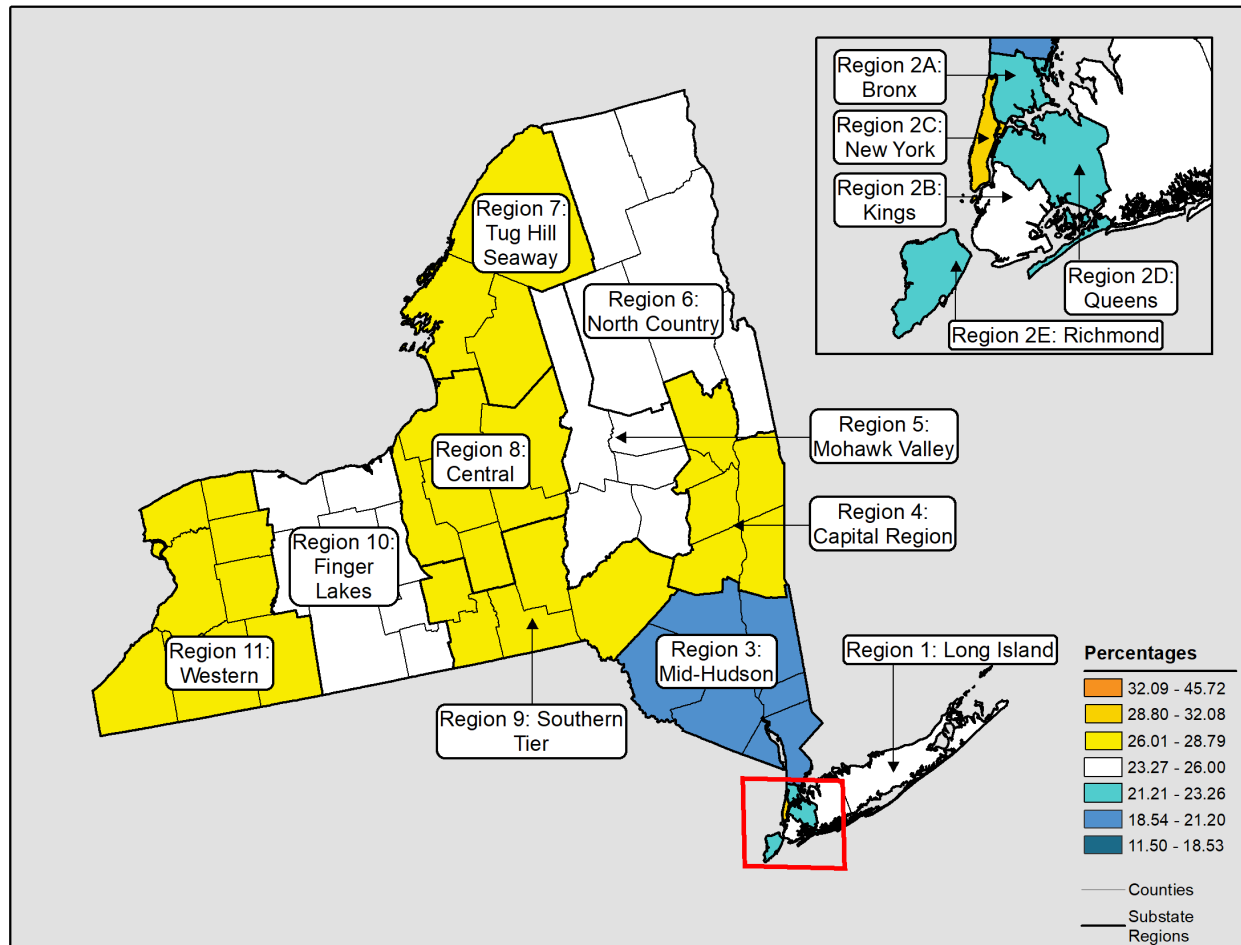 Region 2A:
Bronx
Region 2C:
New York
Region 2B:
Kings
Region 2D:
Queens
Region 2E: Richmond
Region 7:
Tug Hill
Seaway
Region 6:
North Country
Region 5:
Mohawk Valley
Region 8:
Central
Region 4:
Capital Region
Region 10:
Finger
Lakes
Region 11:
Western
Region 3:
Mid-Hudson
Region 1: Long Island
Region 9: Southern
Tier
Percentages
32.09 - 45.72
28.80 - 32.08
26.01 - 28.79
23.27 - 26.00
21.21 - 23.26
18.54 - 21.20
11.50 - 18.53
Counties
Substate
Regions